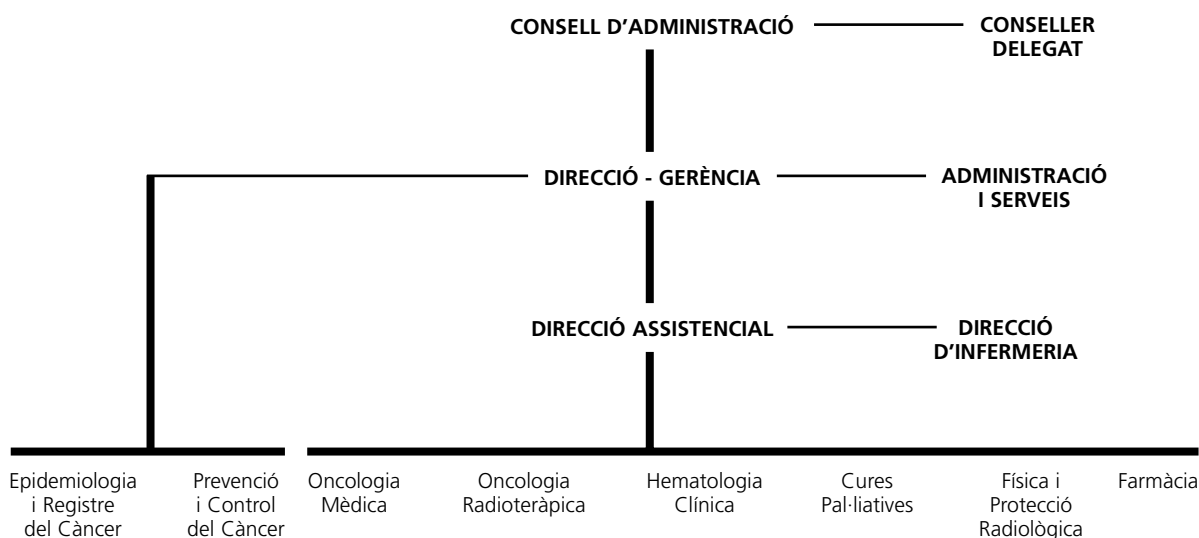 CONSELL D'ADMINISTRACIÓ
CONSELLER
DELEGAT
DIRECCIÓ - GERÈNCIA
ADMINISTRACIÓ
I SERVEIS
DIRECCIÓ ASSISTENCIAL
DIRECCIÓ
D'INFERMERIA
Epidemiologia
i Registre
del Càncer
Prevenció
i Control
del Càncer
Oncologia
Mèdica
Oncologia
Radioteràpica
Hematologia
Clínica
Cures
Pal·liatives
Física i
Protecció
Radiològica
Farmàcia